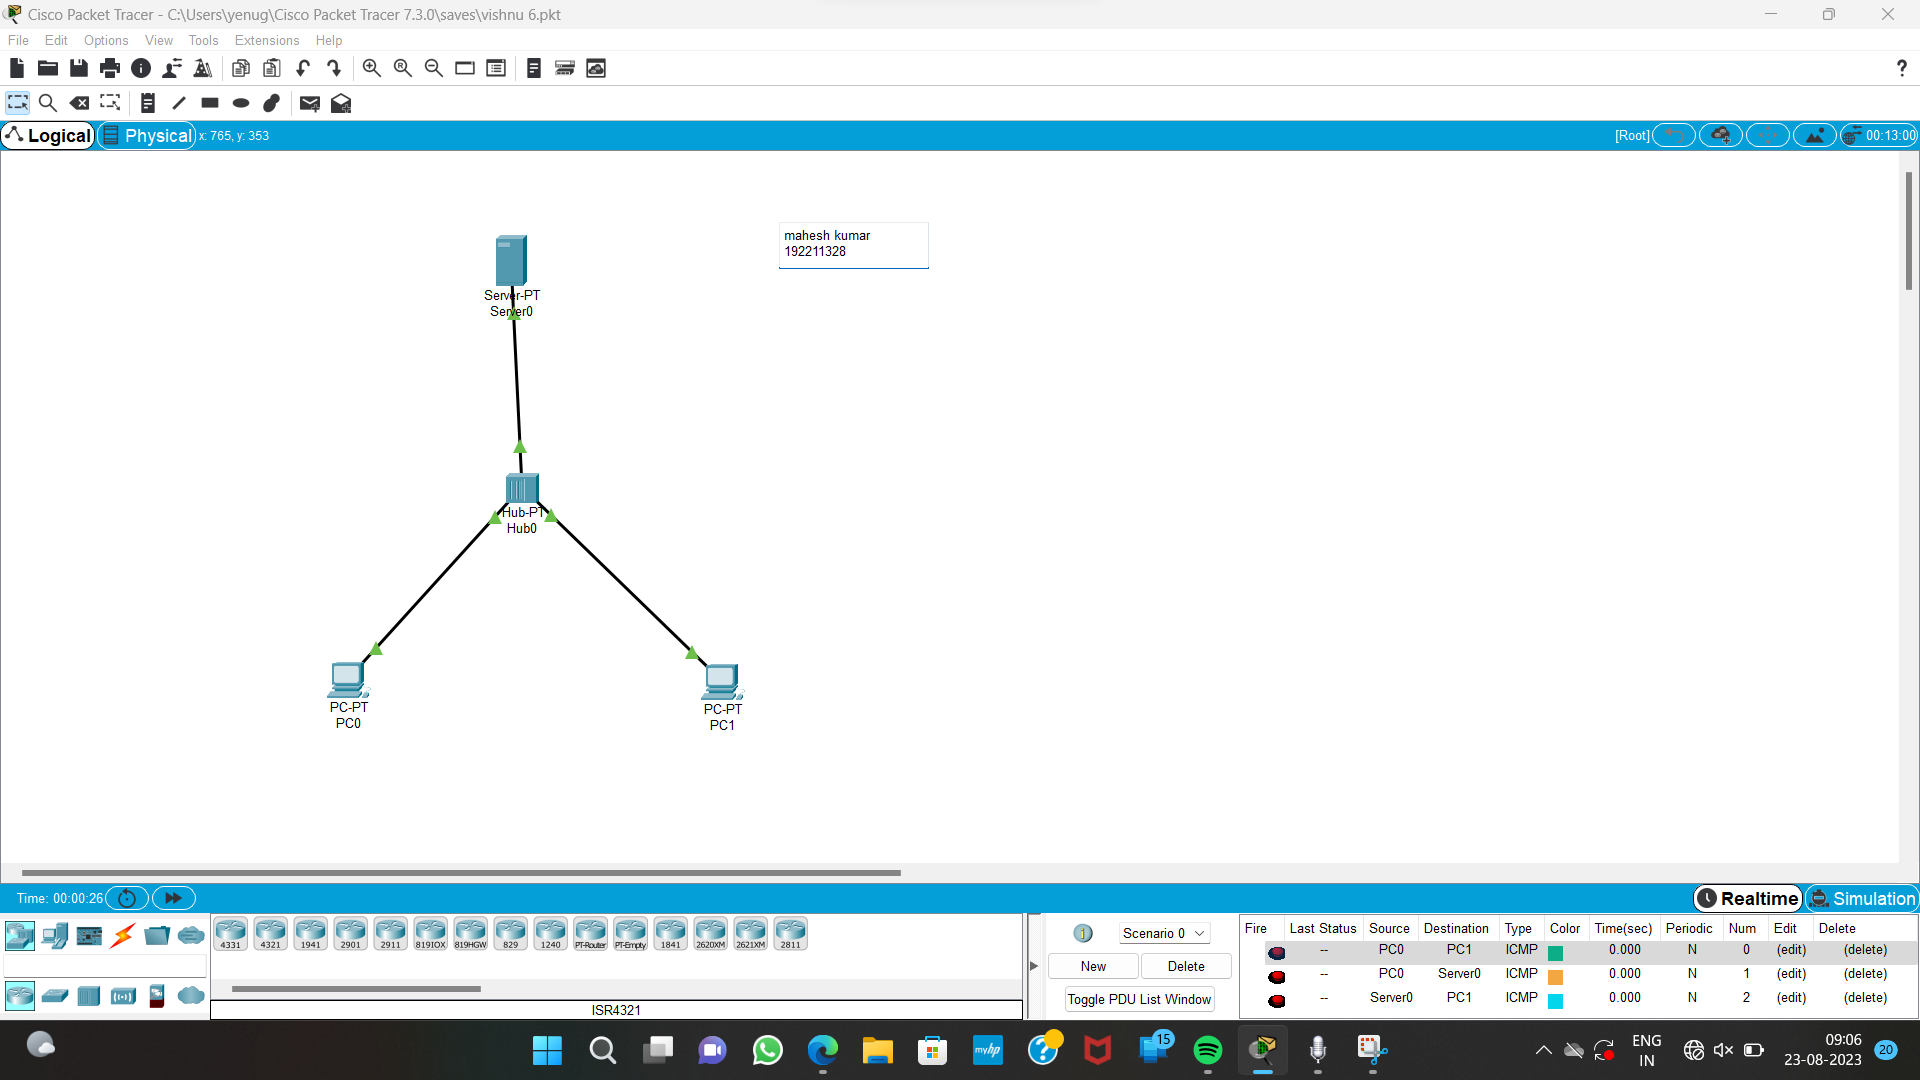 Cisco Packet Tracer - C:\Users\yenug\Cisco Packet Tracer 7.3.0\saves\vishnu 6.pkt
File Edit Options View Tools Extensions Help
?
Logical Physical x: 765, y: 353 [Root] 00:13:00
mahesh kumar
192211328
Server-PT
Server0
Hub-PT
Hub0
PC-PT
PC0
PC-PT
PC1
Time: 00:00:26 Realtime Simulation
4331 4321 1941 2901 2911 819IOX 819HGW 829 1240 PT-Router PT-Empty 1841 2620XM 2621XM 2811
ISR4321
Scenario 0
New Delete
Toggle PDU List Window
Fire Last Status Source Destination Type Color Time(sec) Periodic Num Edit Delete
-- PC0 PC1 ICMP 0.000 N 0 (edit) (delete)
-- PC0 Server0 ICMP 0.000 N 1 (edit) (delete)
-- Server0 PC1 ICMP 0.000 N 2 (edit) (delete)
myhp
?
15
ENG
IN
09:06
23-08-2023
20